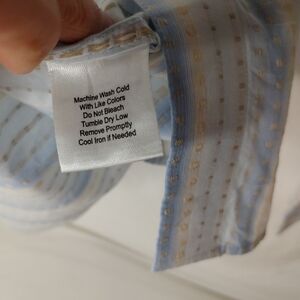 Machine Wash Cold
With Like Colors
Do Not Bleach
Tumble Dry Low
Remove Promptly
Cool Iron if Needed